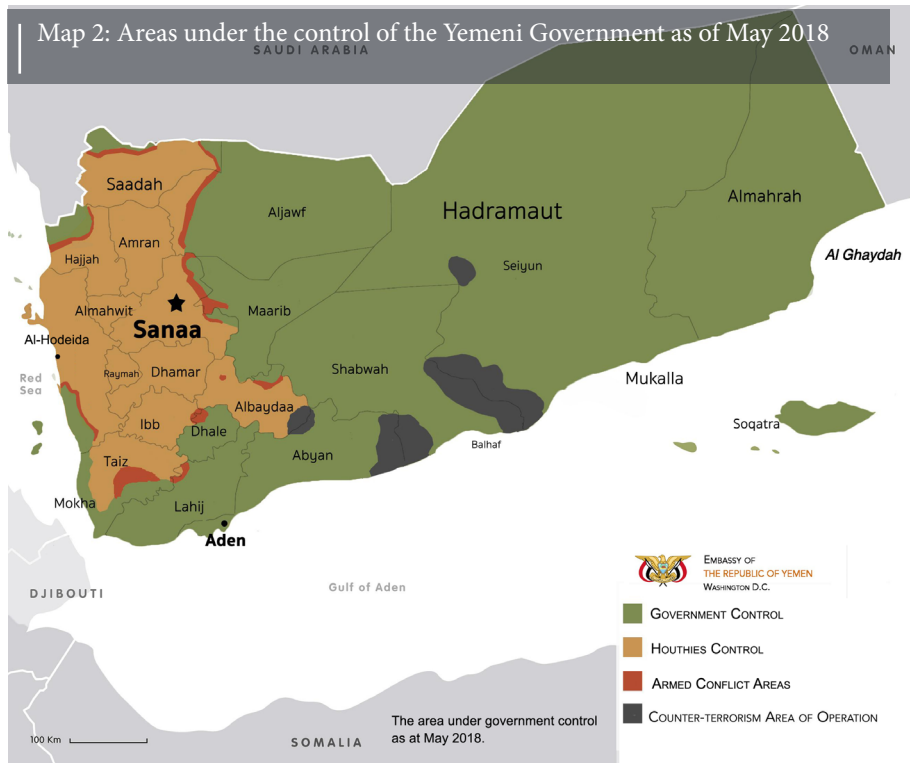 Map 2: Areas under the control of the Yemeni Government as of May 2018
SAUDI ARABIA
OMAN
Saadah
Aljawf
Hadramaut
Almahrah
Amran
Hajjah
Seiyun
Al Ghaydah
Almahwit
Sanaa
Maarib
Al-Hodeida
Red
Sea
Raymah
Dhamar
Shabwah
Mukalla
Albaydaa
Ibb
Dhale
Soqatra
Taiz
Abyan
Balhaf
Mokha
Lahij
Aden
Gulf of Aden
DJIBOUTI
EMBASSY OF
THE REPUBLIC OF YEMEN
WASHINGTON D.C.
GOVERNMENT CONTROL
HOUTHIES CONTROL
ARMED CONFLICT AREAS
COUNTER-TERRORISM AREA OF OPERATION
The area under government control
as at May 2018.
100 Km
SOMALIA